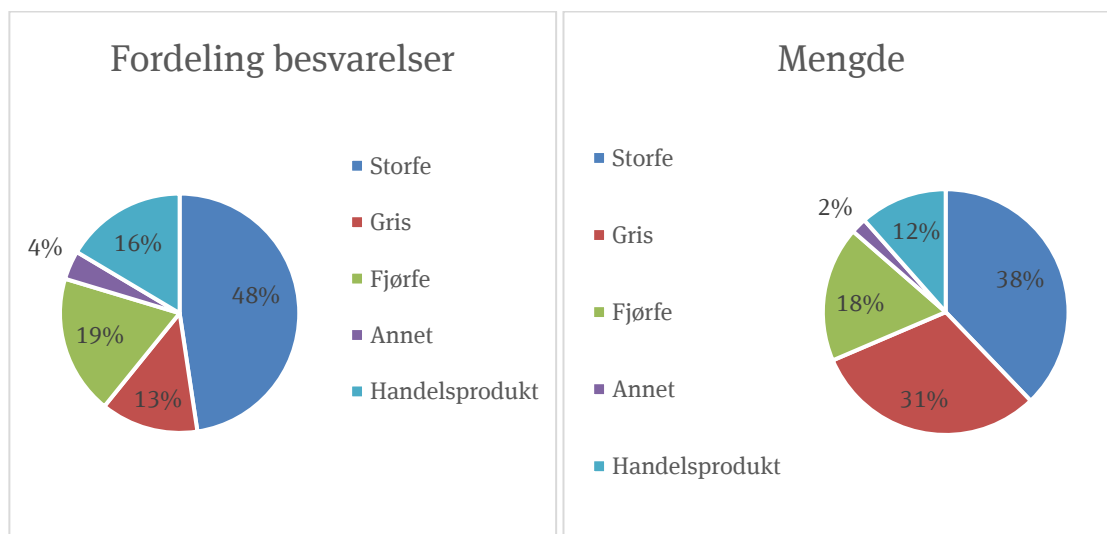 Fordeling besvarelser
Storfe
Gris
Fjørfe
Annet
Handelsprodukt
48%
13%
19%
4%
16%
Mengde
Storfe
Gris
Fjørfe
Annet
Handelsprodukt
38%
31%
18%
2%
12%